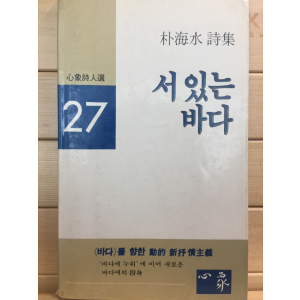 朴海水 詩集
心象詩人選
27
서 있는
바다
〈바다〉를 향한 動的 新抒情主義
'바다에 누워'에 이어 새로운
바다에의 投身
心象